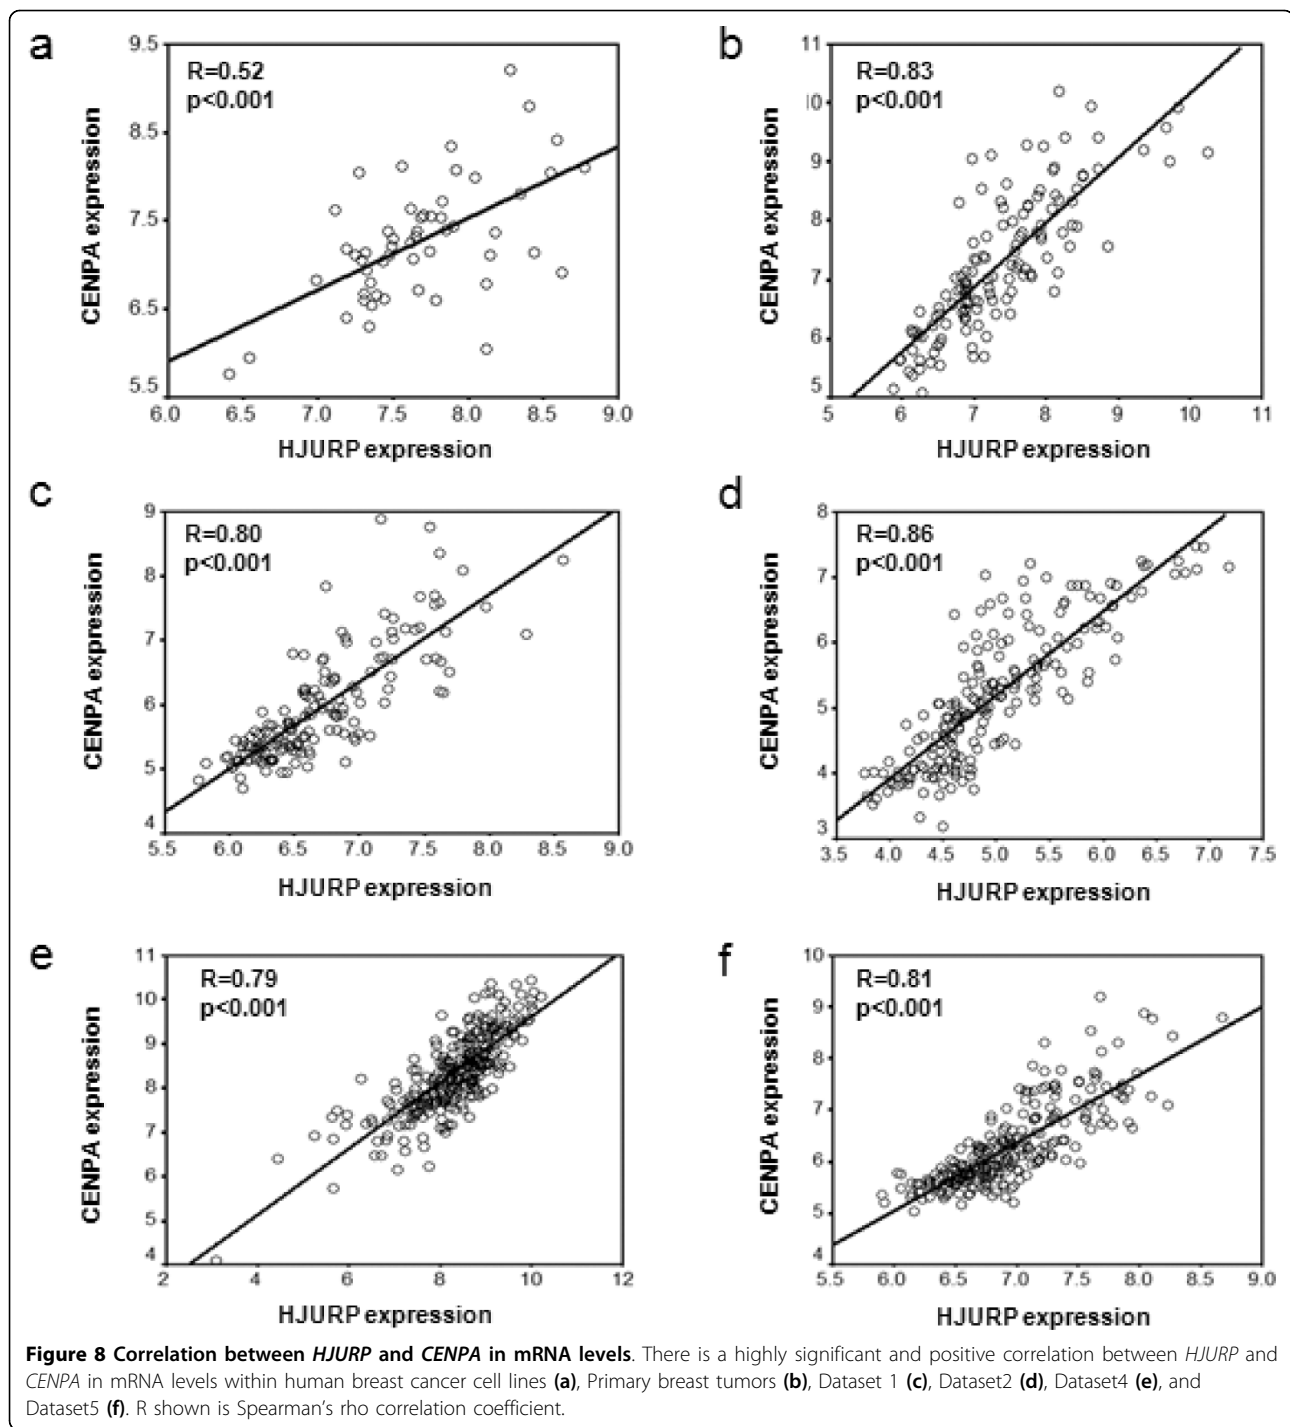 a
9.5
8.5
7.5
6.5
5.5
R=0.52
p<0.001
CENPA expression
6.0 6.5 7.0 7.5 8.0 8.5 9.0
HJURP expression
b
11
10
9
8
7
6
5
R=0.83
p<0.001
CENPA expression
5 6 7 8 9 10 11
HJURP expression
c
9
8
7
6
5
4
R=0.80
p<0.001
CENPA expression
5.5 6.0 6.5 7.0 7.5 8.0 8.5 9.0
HJURP expression
d
8
7
6
5
4
3
R=0.86
p<0.001
CENPA expression
3.5 4.0 4.5 5.0 5.5 6.0 6.5 7.0 7.5
HJURP expression
e
11
10
9
8
7
6
5
4
R=0.79
p<0.001
CENPA expression
2 4 6 8 10 12
HJURP expression
f
10
9
8
7
6
5
4
R=0.81
p<0.001
CENPA expression
5.5 6.0 6.5 7.0 7.5 8.0 8.5 9.0
HJURP expression
Figure 8 Correlation between HJURP and CENPA in mRNA levels. There is a highly significant and positive correlation between HJURP and
CENPA in mRNA levels within human breast cancer cell lines (a), Primary breast tumors (b), Dataset 1 (c), Dataset2 (d), Dataset4 (e), and
Dataset5 (f). R shown is Spearman's rho correlation coefficient.